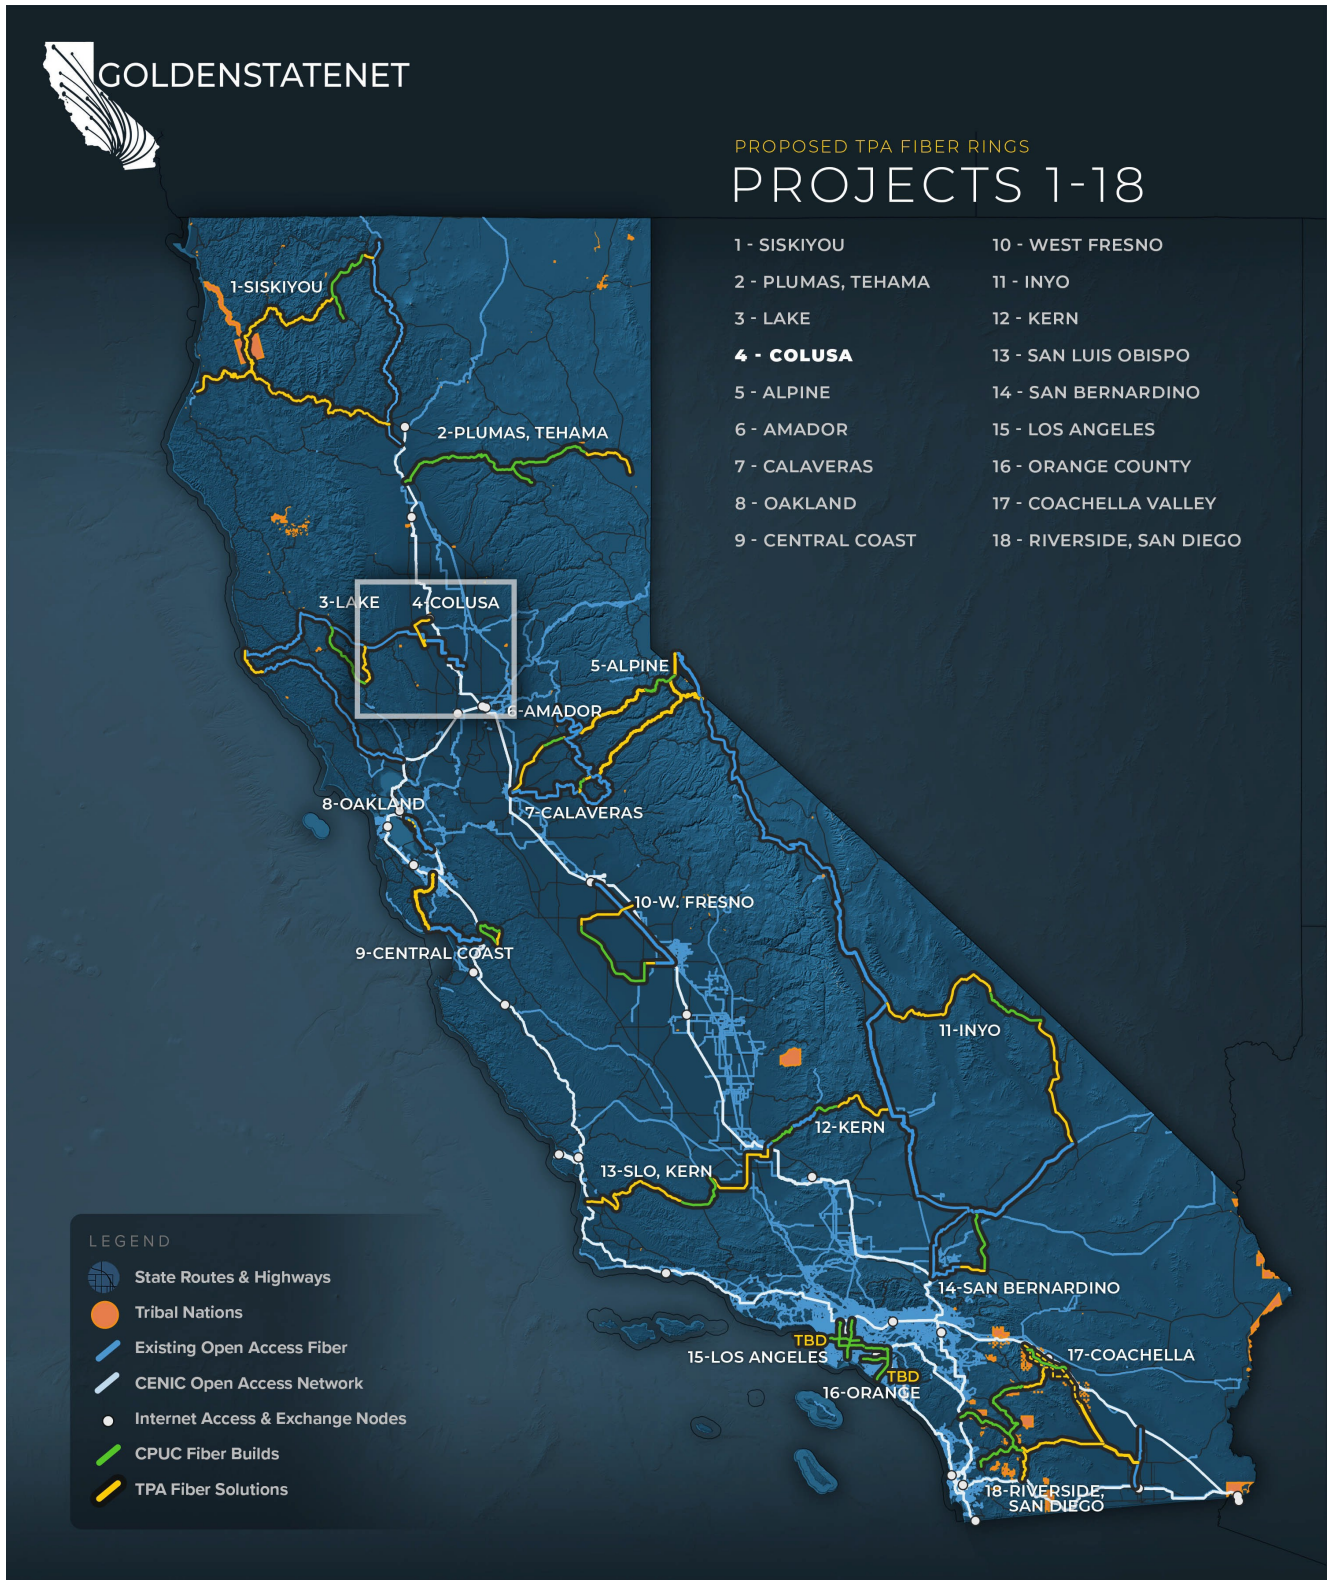 GOLDENSTATENET
PROPOSED TPA FIBER RINGS
PROJECTS 1-18
1 - SISKIYOU
2 - PLUMAS, TEHAMA
3 - LAKE
4 - COLUSA
5 - ALPINE
6 - AMADOR
7 - CALAVERAS
8 - OAKLAND
9 - CENTRAL COAST
10 - WEST FRESNO
11 - INYO
12 - KERN
13 - SAN LUIS OBISPO
14 - SAN BERNARDINO
15 - LOS ANGELES
16 - ORANGE COUNTY
17 - COACHELLA VALLEY
18 - RIVERSIDE, SAN DIEGO
1-SISKIYOU
2-PLUMAS, TEHAMA
3-LAKE
4-COLUSA
5-ALPINE
6-AMADOR
8-OAKLAND
7-CALAVERAS
10-W. FRESNO
9-CENTRAL COAST
11-INYO
12-KERN
13-SLO, KERN
14-SAN BERNARDINO
TBD
15-LOS ANGELES
17-COACHELLA
TBD
16-ORANGE
18-RIVERSIDE,
SAN DIEGO
LEGEND
State Routes & Highways
Tribal Nations
Existing Open Access Fiber
CENIC Open Access Network
Internet Access & Exchange Nodes
CPUC Fiber Builds
TPA Fiber Solutions